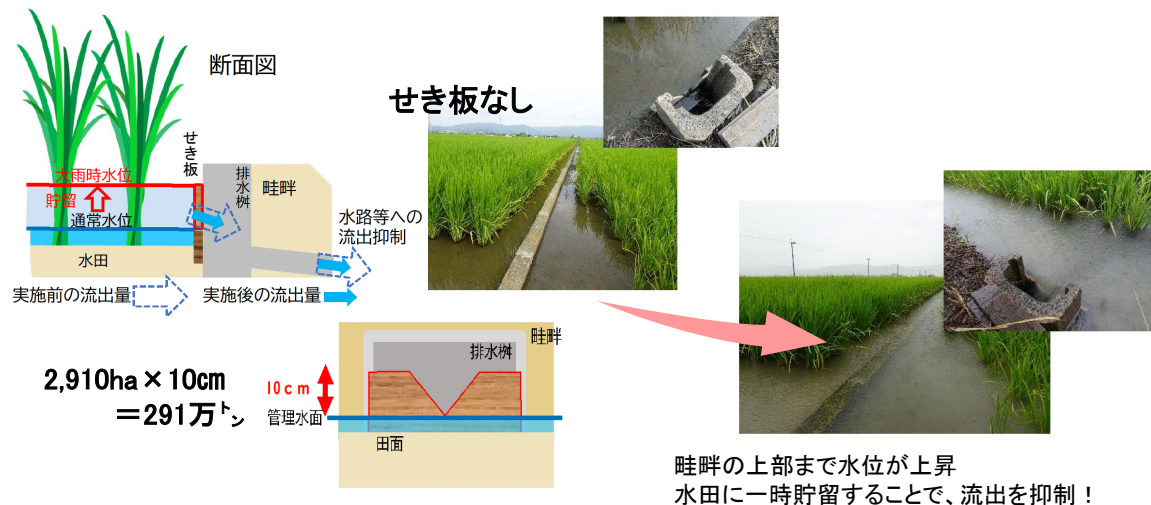 断面図
せき板
大雨時水位
貯留
通常水位
排水桝
畦畔
水田
水路等への
流出抑制
実施前の流出量
実施後の流出量
せき板なし
2,910ha×10㎝
＝291万㌧
10cm
管理水面
畦畔
排水桝
田面
畦畔の上部まで水位が上昇
水田に一時貯留することで、流出を抑制！